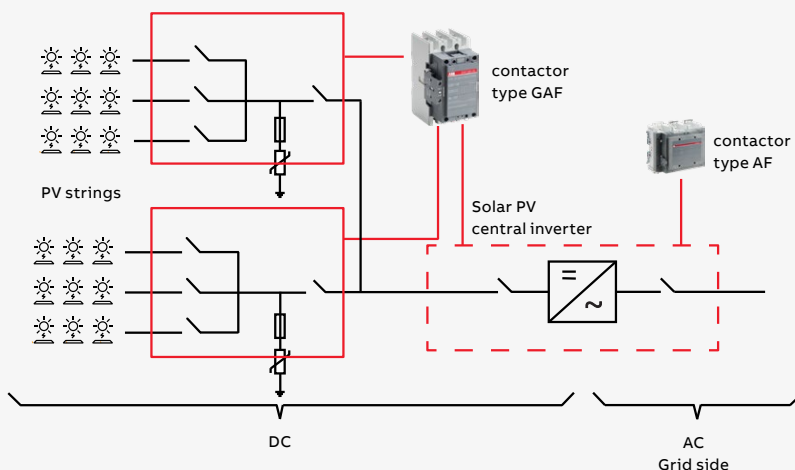 contactor
type GAF
contactor
type AF
PV strings
Solar PV
central inverter
DC
AC
Grid side